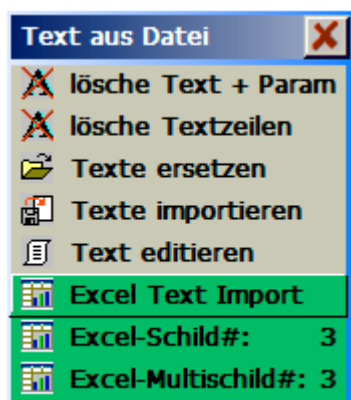 Text aus Datei
lösche Text + Param
lösche Textzeilen
Texte ersetzen
Texte importieren
Text editieren
Excel Text Import
Excel-Schild#: 3
Excel-Multischild#: 3